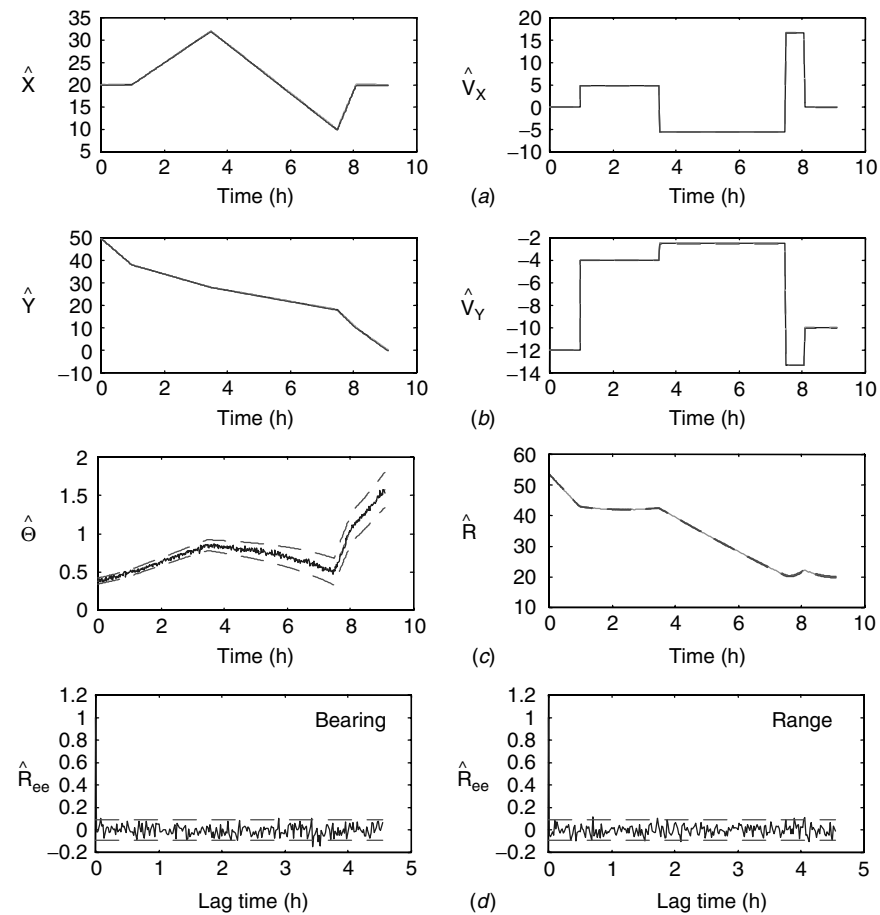 35
30
25
20
15
10
5
X̂
0 2 4 6 8 10
Time (h)
20
15
10
5
0
−5
−10
V̂X
0 2 4 6 8 10
Time (h)
(a)
50
40
30
20
10
0
−10
Ŷ
0 2 4 6 8 10
Time (h)
−2
−4
−6
−8
−10
−12
−14
V̂Y
0 2 4 6 8 10
Time (h)
(b)
2
1.5
1
0.5
0
Θ̂
0 2 4 6 8 10
Time (h)
60
50
40
30
20
10
R̂
0 2 4 6 8 10
Time (h)
(c)
1.2
1
0.8
0.6
0.4
0.2
0
−0.2
R̂ee
Bearing
0 1 2 3 4 5
Lag time (h)
1.2
1
0.8
0.6
0.4
0.2
0
−0.2
R̂ee
Range
0 1 2 3 4 5
Lag time (h)
(d)